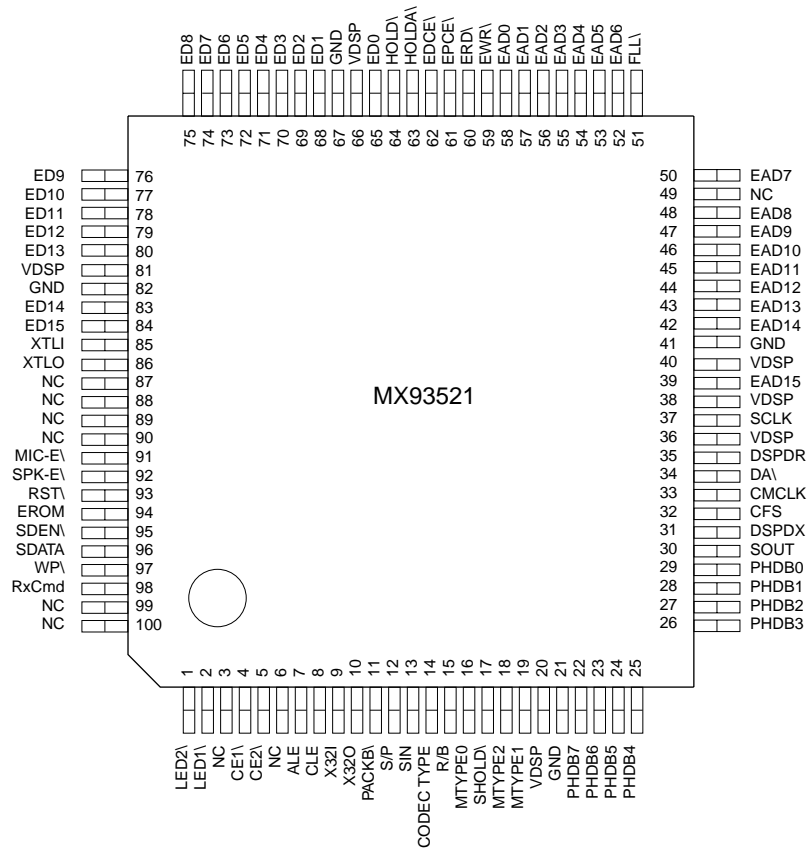 ED8
ED7
ED6
ED5
ED4
ED3
ED2
ED1
GND
VDSP
ED0
HOLD\
HOLDA\
EDCE\
EPCE\
ERD\
EWR\
EAD0
EAD1
EAD2
EAD3
EAD4
EAD5
EAD6
FLL\
75
74
73
72
71
70
69
68
67
66
65
64
63
62
61
60
59
58
57
56
55
54
53
52
51
ED9 76
ED10 77
ED11 78
ED12 79
ED13 80
VDSP 81
GND 82
ED14 83
ED15 84
XTLI 85
XTLO 86
NC 87
NC 88
NC 89
NC 90
MIC-E\ 91
SPK-E\ 92
RST\ 93
EROM 94
SDEN\ 95
SDATA 96
WP\ 97
RxCmd 98
NC 99
NC 100
MX93521
50 EAD7
49 NC
48 EAD8
47 EAD9
46 EAD10
45 EAD11
44 EAD12
43 EAD13
42 EAD14
41 GND
40 VDSP
39 EAD15
38 VDSP
37 SCLK
36 VDSP
35 DSPDR
34 DA\
33 CMCLK
32 CFS
31 DSPDX
30 SOUT
29 PHDB0
28 PHDB1
27 PHDB2
26 PHDB3
1
2
3
4
5
6
7
8
9
10
11
12
13
14
15
16
17
18
19
20
21
22
23
24
25
LED2\
LED1\
NC
CE1\
CE2\
NC
ALE
CLE
X32I
X32O
PACKB\
S/P
SIN
CODEC TYPE
R/B
MTYPE0
SHOLD\
MTYPE2
MTYPE1
VDSP
GND
PHDB7
PHDB6
PHDB5
PHDB4